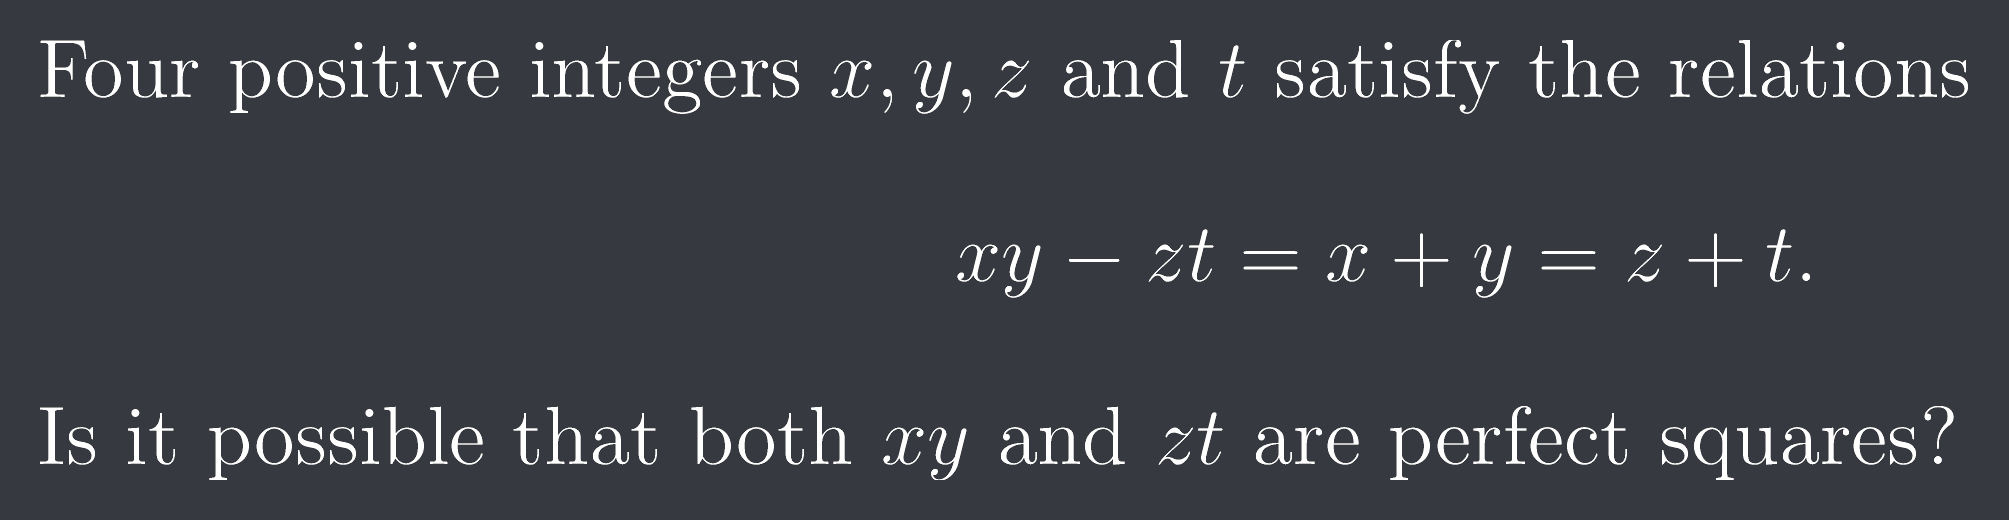 Four positive integers x, y, z and t satisfy the relations
xy − zt = x + y = z + t.
Is it possible that both xy and zt are perfect squares?